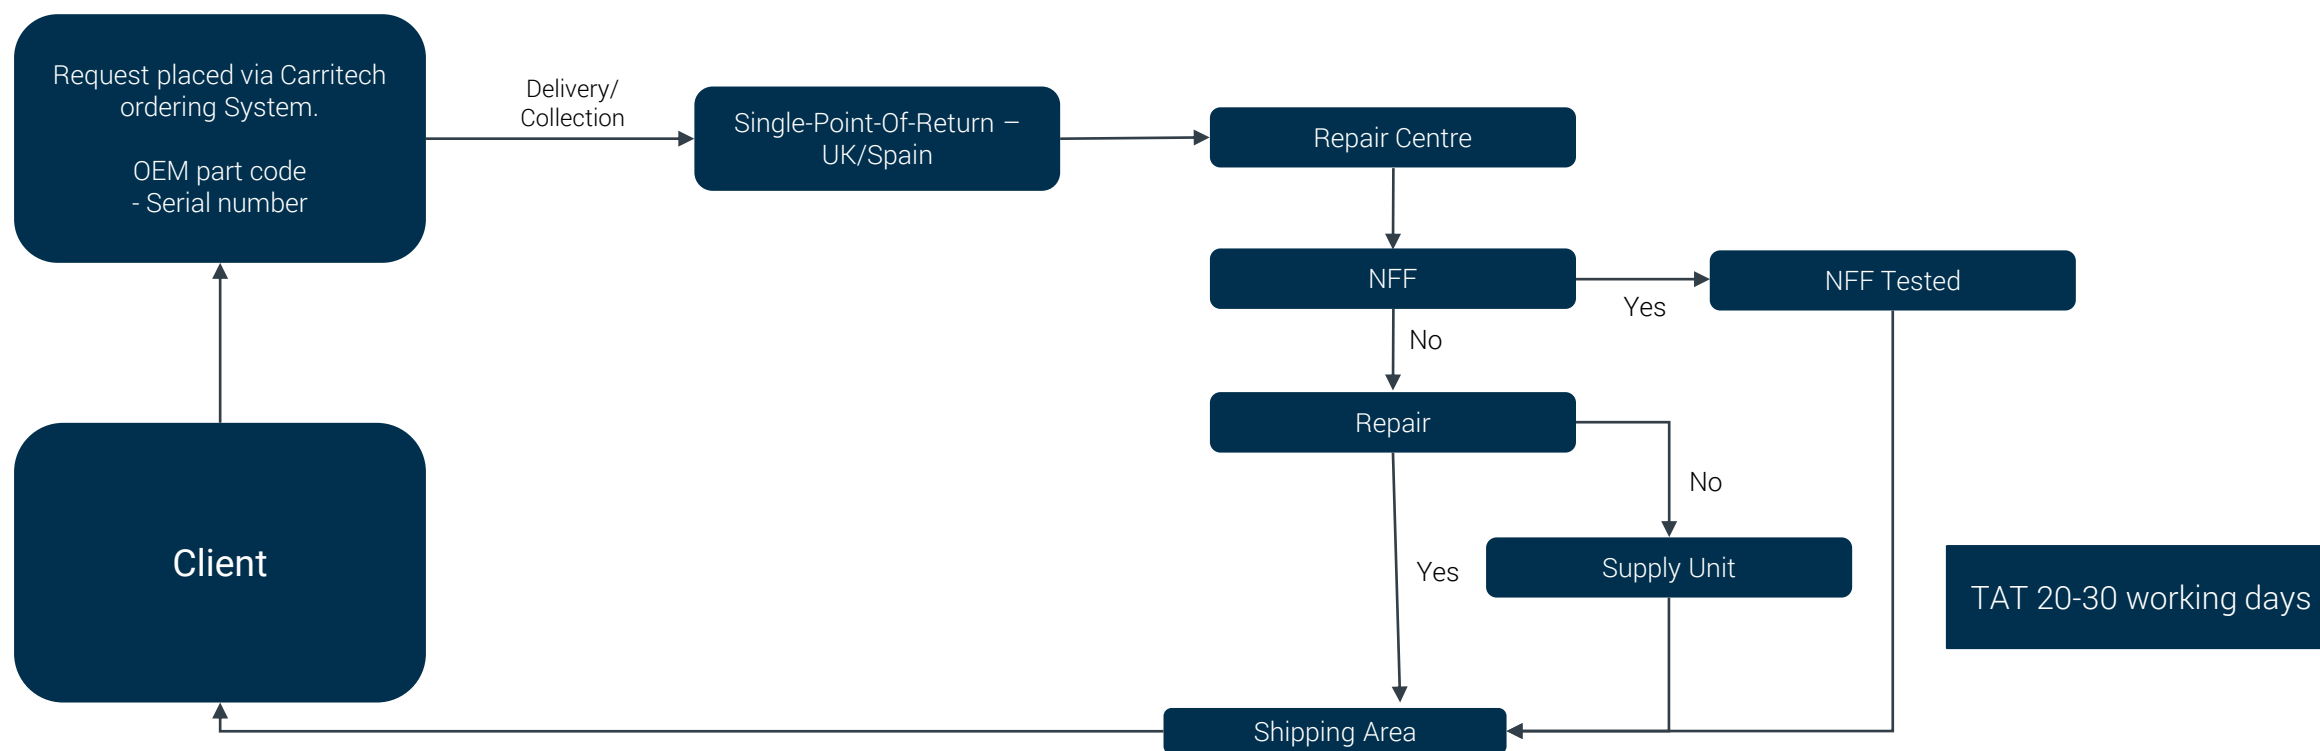 Request placed via Carritech
ordering System.
OEM part code
- Serial number
Delivery/
Collection
Single-Point-Of-Return –
UK/Spain
Repair Centre
NFF
Yes
NFF Tested
No
Repair
No
Client
Yes
Supply Unit
TAT 20-30 working days
Shipping Area